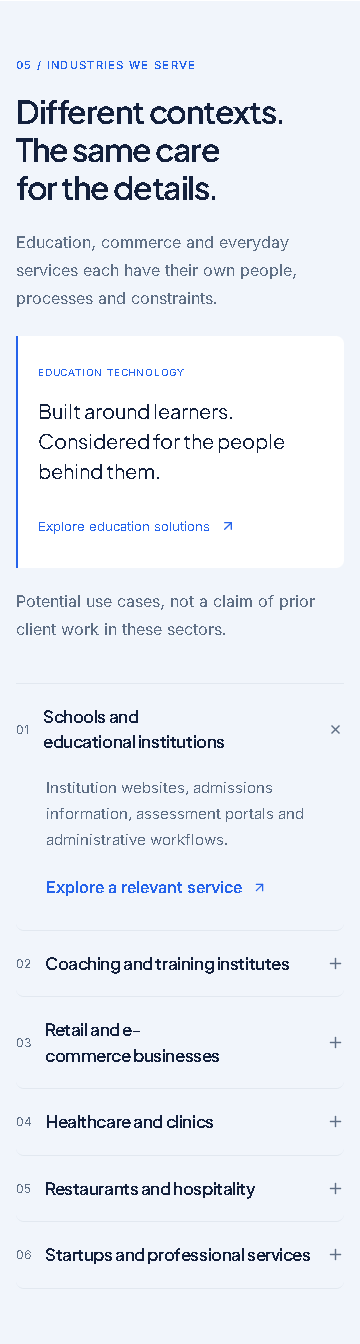 05 / INDUSTRIES WE SERVE
Different contexts.
The same care
for the details.
Education, commerce and everyday
services each have their own people,
processes and constraints.
EDUCATION TECHNOLOGY
Built around learners.
Considered for the people
behind them.
Explore education solutions
Potential use cases, not a claim of prior
client work in these sectors.
01 Schools and
educational institutions
Institution websites, admissions
information, assessment portals and
administrative workflows.
Explore a relevant service
02 Coaching and training institutes
03 Retail and e-
commerce businesses
04 Healthcare and clinics
05 Restaurants and hospitality
06 Startups and professional services